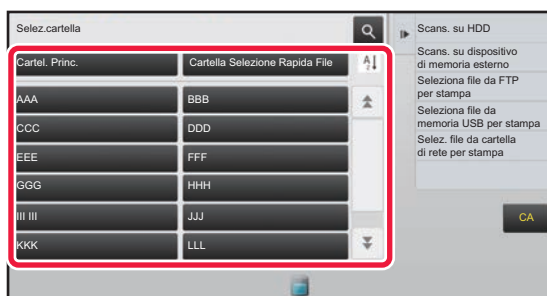 Selez.cartella
Cartel. Princ.
Cartella Selezione Rapida File
AAA
BBB
CCC
DDD
EEE
FFF
GGG
HHH
III III
JJJ
KKK
LLL
Scans. su HDD
Scans. su dispositivo
di memoria esterno
Seleziona file da FTP
per stampa
Seleziona file da
memoria USB per stampa
Selez. file da cartella
di rete per stampa
CA